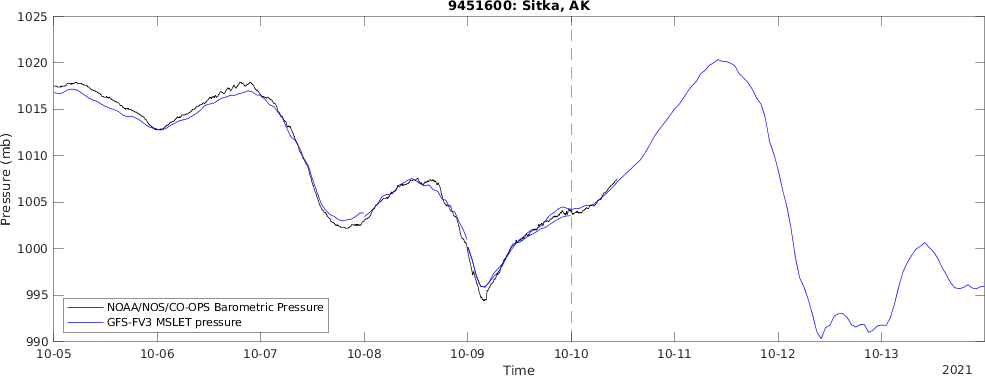 9451600: Sitka, AK
1025
1020
1015
1010
1005
1000
995
990
Pressure (mb)
NOAA/NOS/CO-OPS Barometric Pressure
GFS-FV3 MSLET pressure
10-05 10-06 10-07 10-08 10-09 10-10 10-11 10-12 10-13
Time
2021